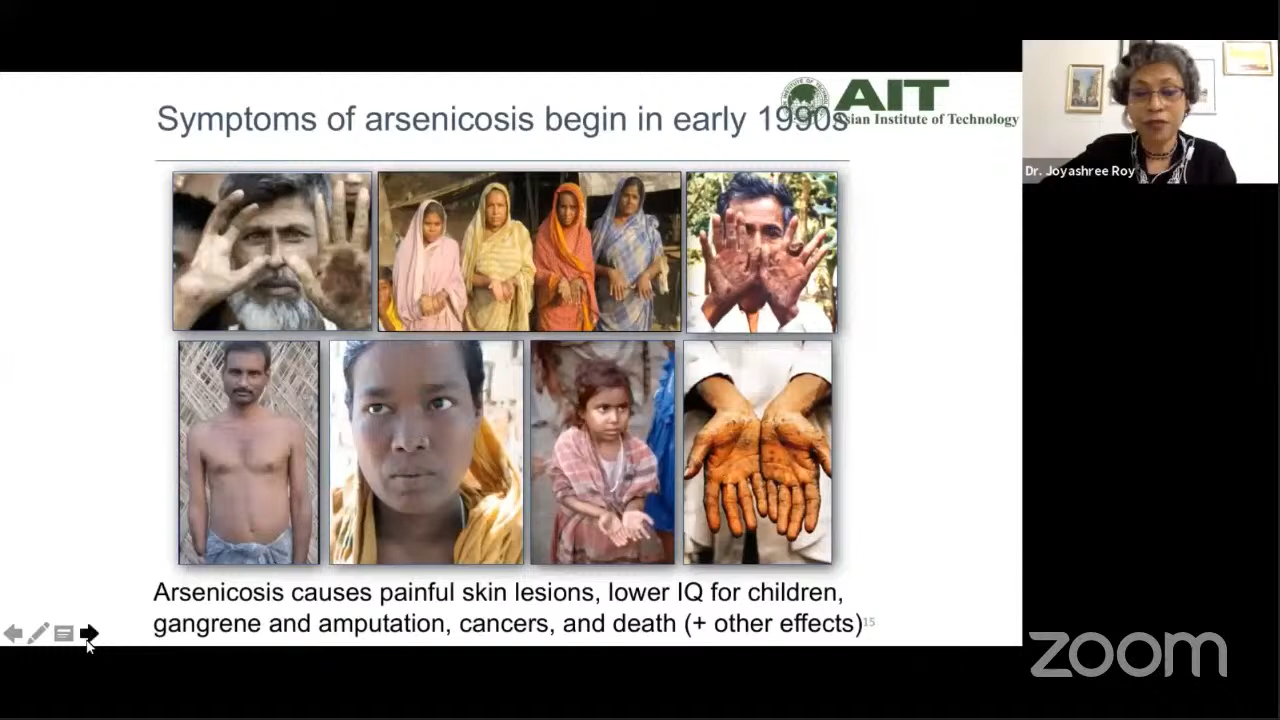 Symptoms of arsenicosis begin in early 1990s
AIT
Asian Institute of Technology
Dr. Joyashree Roy
Arsenicosis causes painful skin lesions, lower IQ for children,
gangrene and amputation, cancers, and death (+ other effects)
15
zoom